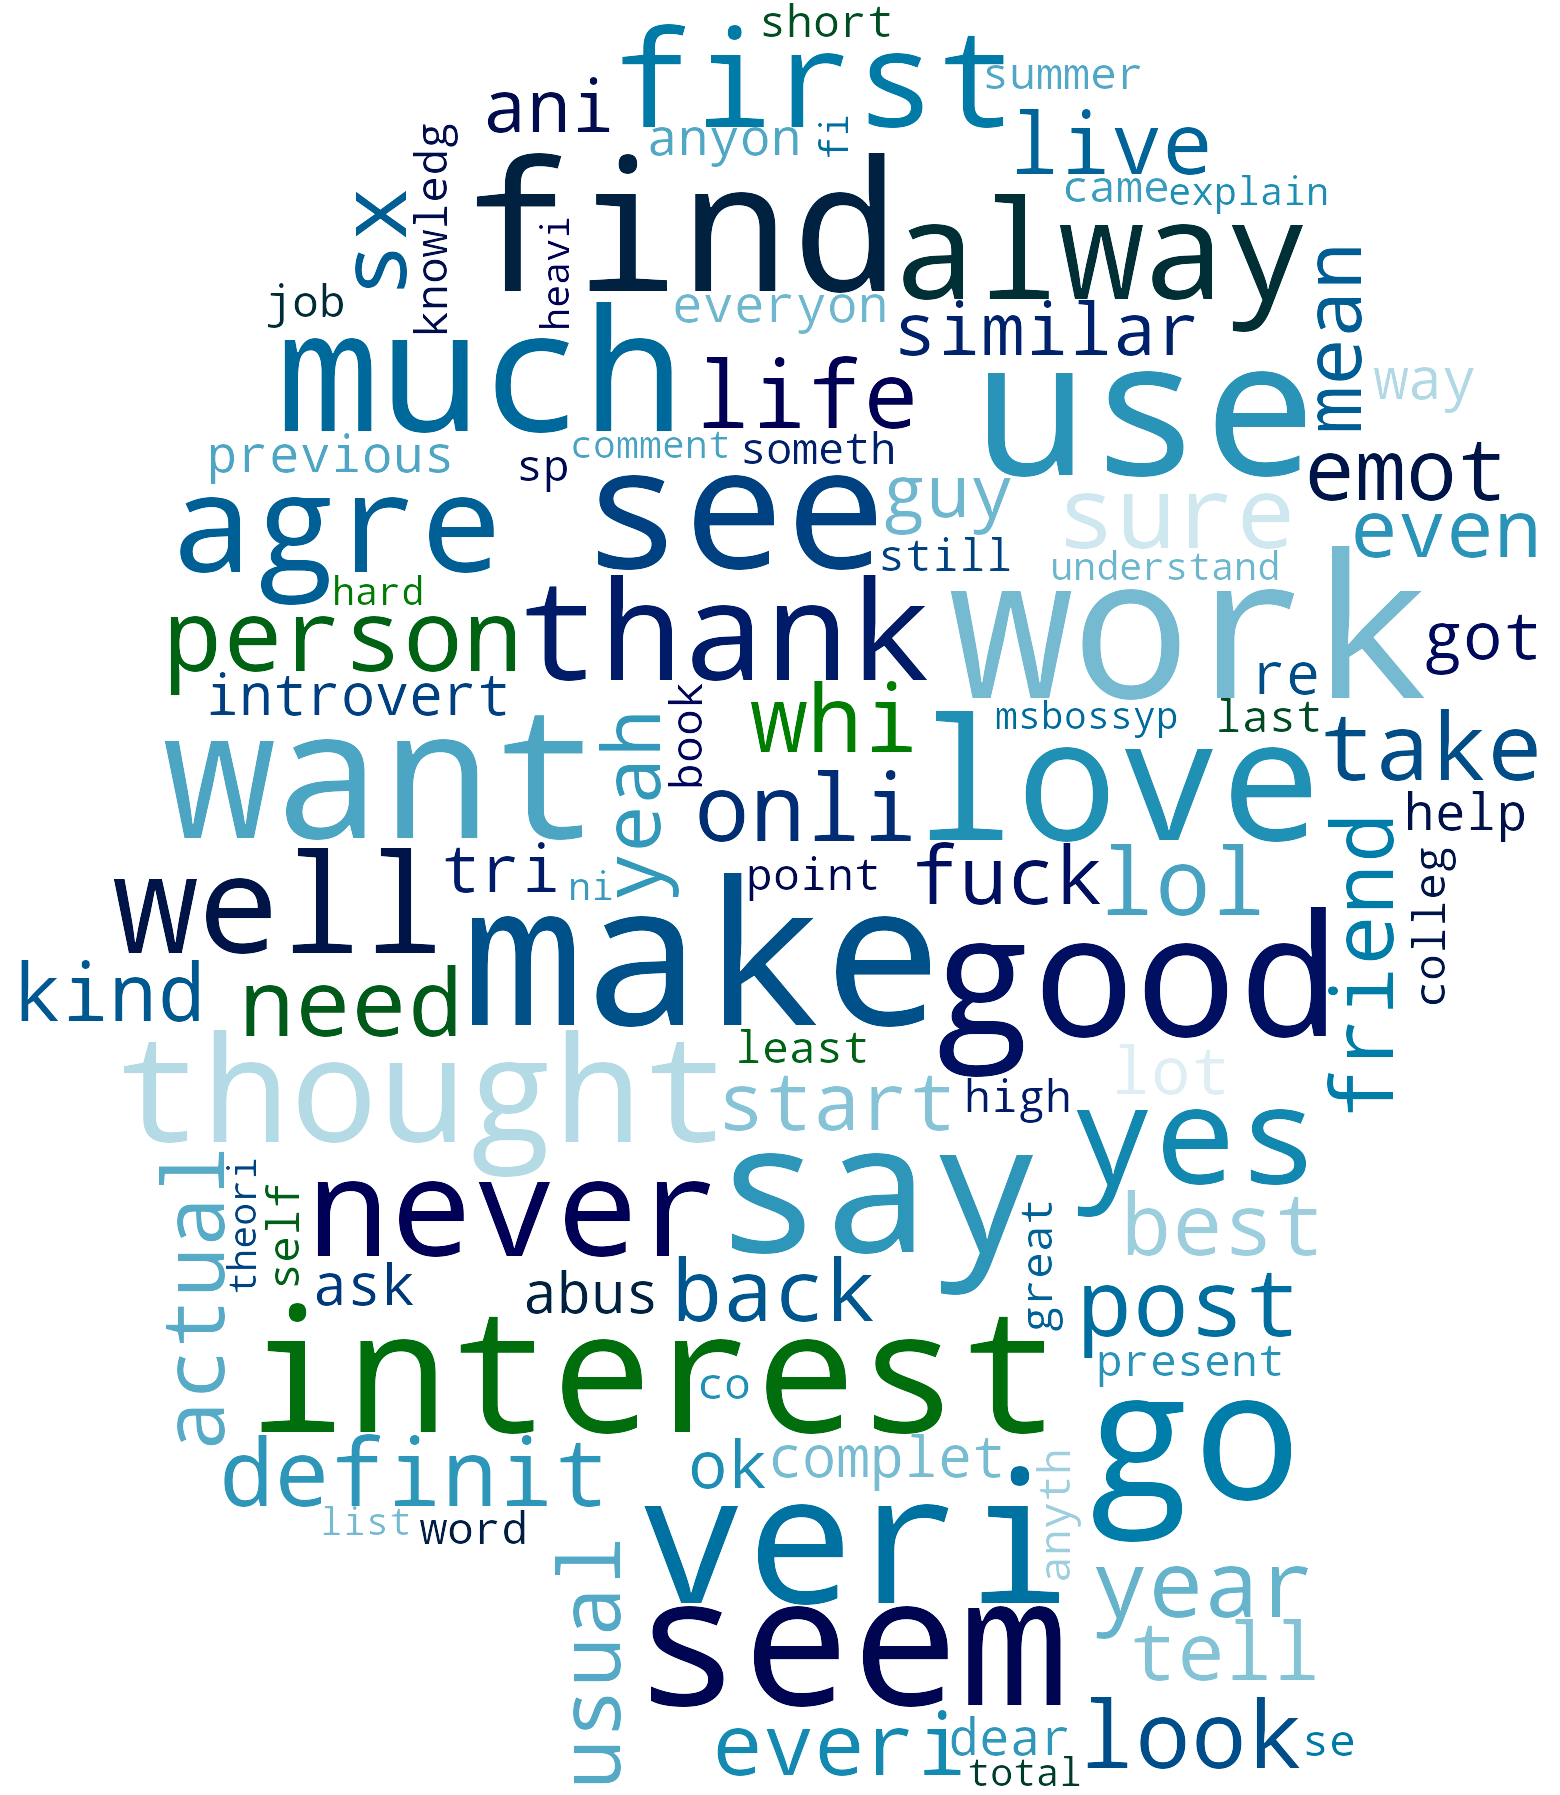 short
first
summer
ani
anyon
fi
live
knowledg
sx
find
came
explain
alway
heavi
job
everyon
similar
mean
much
life
use
way
previous
sp
comment
someth
emot
agre
see
guy
sure
even
still
understand
hard
person
thank
work
got
re
introvert
book
whi
msbossyp
last
want
yeah
love
take
onli
help
friend
well
tri
ni
point
fuck
lol
colleg
make
good
kind
need
least
lot
thought
start
high
yes
actual
theori
self
never
say
great
best
ask
abus
back
post
interest
co
present
go
definit
ok
complet
anyth
list
word
veri
usual
year
seem
tell
everi
dear
look
se
total